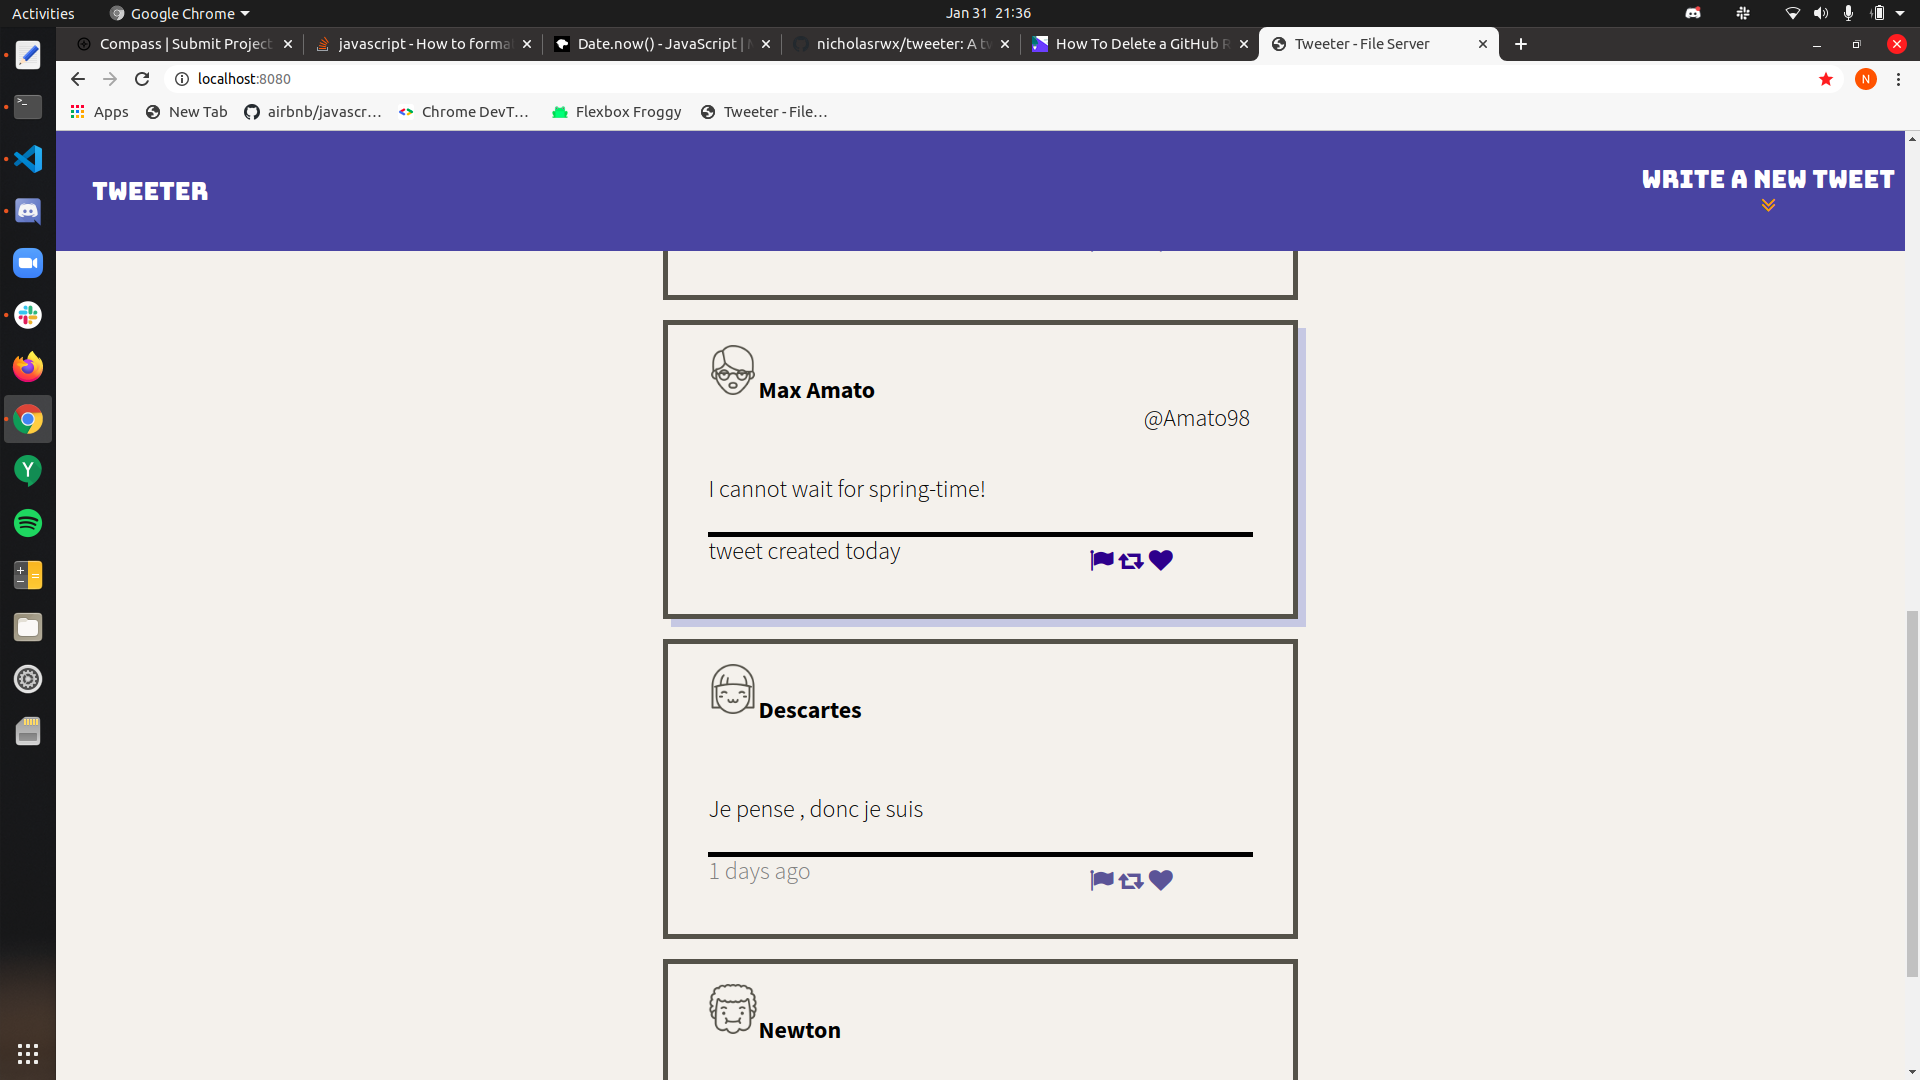 Activities
Google Chrome
Jan 31 21:36
Compass | Submit Project
javascript - How to forma
Date.now() - JavaScript |
nicholasrwx/tweeter: A tw
How To Delete a GitHub R
Tweeter - File Server
localhost:8080
N
Apps
New Tab
airbnb/javascr...
Chrome DevT...
Flexbox Froggy
Tweeter - File...
TWEETER
WRITE A NEW TWEET
Max Amato
@Amato98
I cannot wait for spring-time!
tweet created today
Descartes
Je pense , donc je suis
1 days ago
Newton